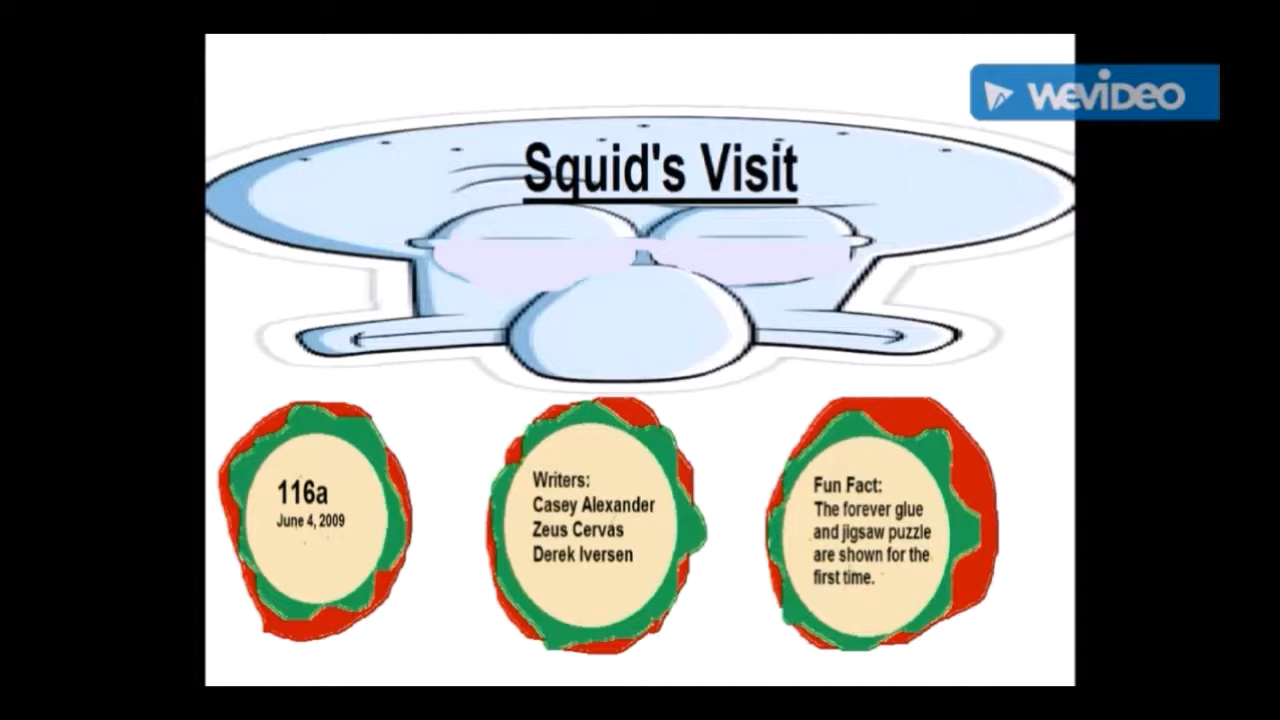 WEVIDEO
Squid's Visit
116a
June 4, 2009
Writers:
Casey Alexander
Zeus Cervas
Derek Iversen
Fun Fact:
The forever glue
and jigsaw puzzle
are shown for the
first time.